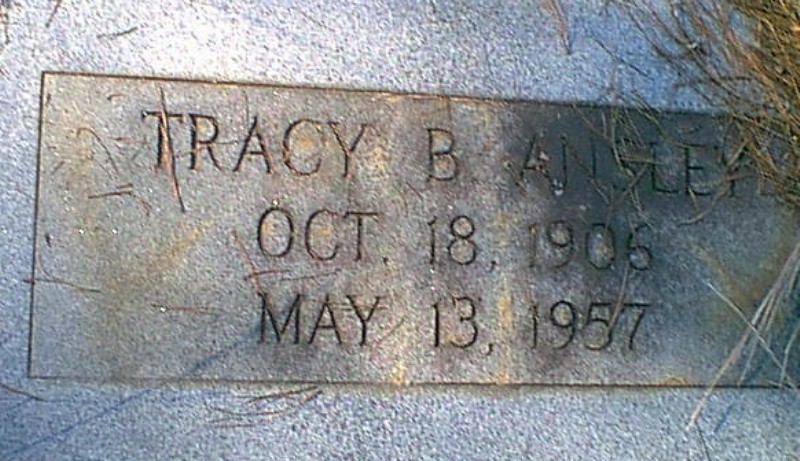 TRACY B. ANSLEY
OCT. 18, 1906
MAY 13, 1957